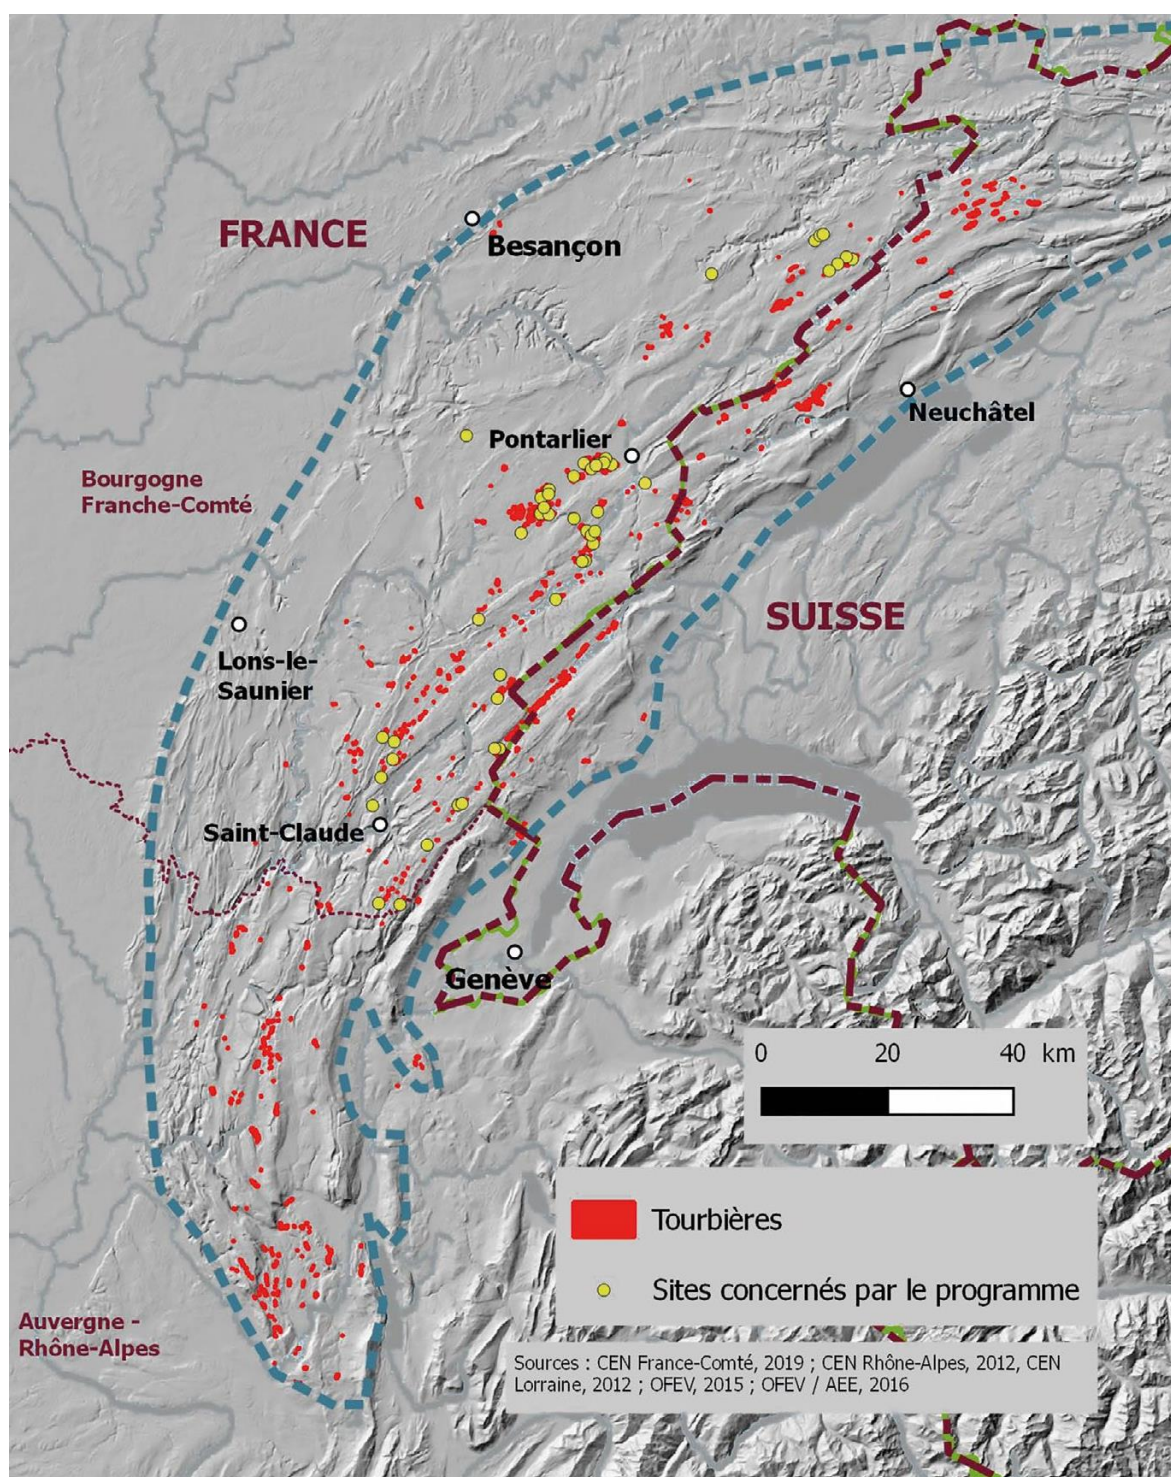 FRANCE
Besançon
Neuchâtel
Pontarlier
Bourgogne
Franche-Comté
SUISSE
Lons-le-
Saunier
Saint-Claude
Genève
0 20 40 km
Tourbières
Sites concernés par le programme
Auvergne -
Rhône-Alpes
Sources : CEN France-Comté, 2019 ; CEN Rhône-Alpes, 2012, CEN
Lorraine, 2012 ; OFEV, 2015 ; OFEV / AEE, 2016